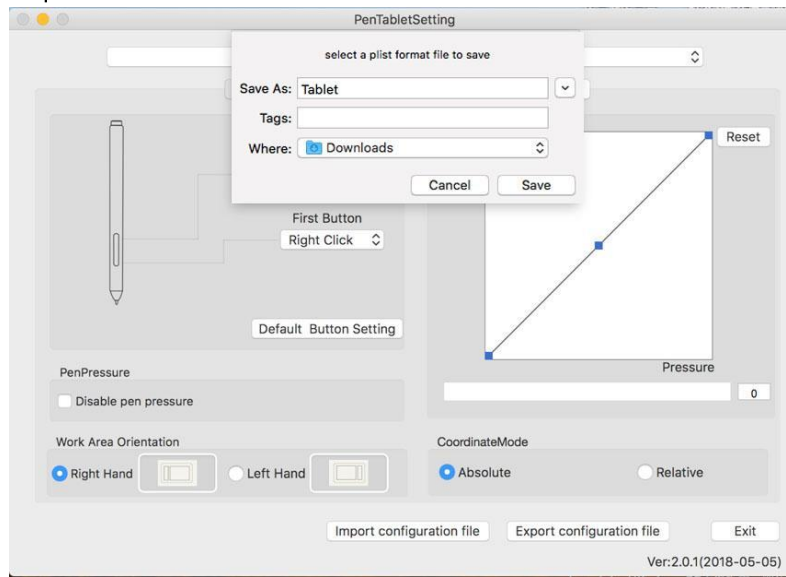 PenTabletSetting
select a plist format file to save
Save As: Tablet
Tags:
Where: Downloads
Cancel Save
Reset
First Button
Right Click
Default Button Setting
Pressure
0
PenPressure
Disable pen pressure
Work Area Orientation
Right Hand Left Hand
CoordinateMode
Absolute Relative
Import configuration file Export configuration file Exit
Ver:2.0.1(2018-05-05)